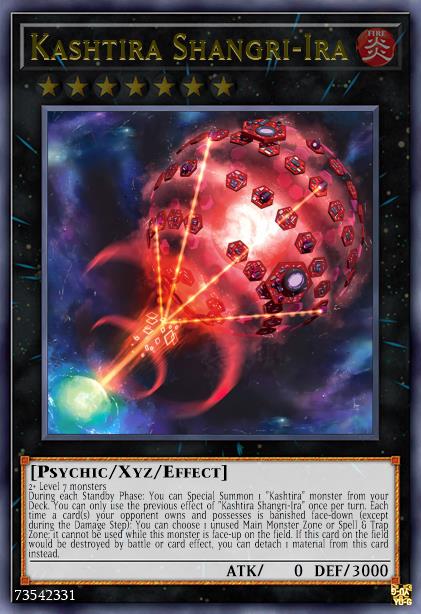 Kashtira Shangri-Ira
FIRE
炎
[Psychic/Xyz/Effect]
2+ Level 7 monsters
During each Standby Phase: You can Special Summon 1 "Kashtira" monster from your
Deck. You can only use the previous effect of "Kashtira Shangri-Ira" once per turn. Each
time a card(s) your opponent owns and possesses is banished face-down (except
during the Damage Step): You can choose 1 unused Main Monster Zone or Spell & Trap
Zone; it cannot be used while this monster is face-up on the field. If this card on the field
would be destroyed by battle or card effect, you can detach 1 material from this card
instead.
ATK/ 0 DEF/3000
73542331